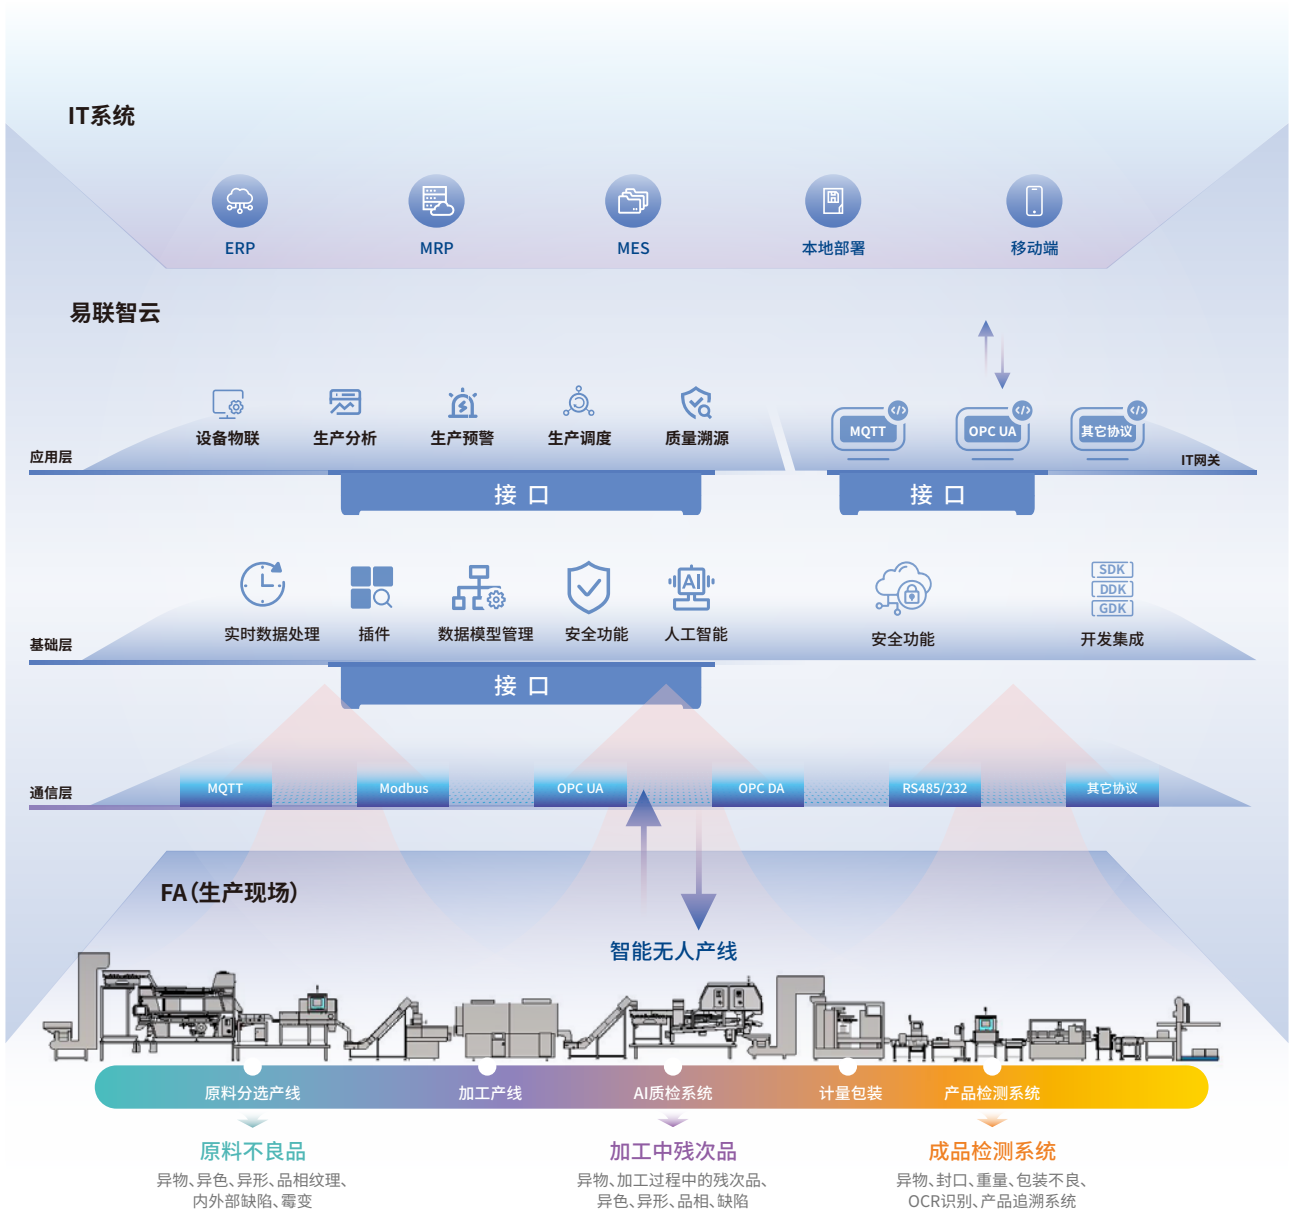 IT系统
ERP
MRP
MES
本地部署
移动端
易联智云
设备物联
生产分析
生产预警
生产调度
质量溯源
MQTT
OPC UA
其它协议
应用层
IT网关
接 口
接 口
实时数据处理
插件
数据模型管理
安全功能
AI
人工智能
安全功能
SDK
DDK
GDK
开发集成
基础层
接 口
通信层
MQTT
Modbus
OPC UA
OPC DA
RS485/232
其它协议
FA（生产现场）
智能无人产线
原料分选产线
加工产线
AI质检系统
计量包装
产品检测系统
原料不良品
异物、异色、异形、品相纹理、
内外部缺陷、霉变
加工中残次品
异物、加工过程中的残次品、
异色、异形、品相、缺陷
成品检测系统
异物、封口、重量、包装不良、
OCR识别、产品追溯系统